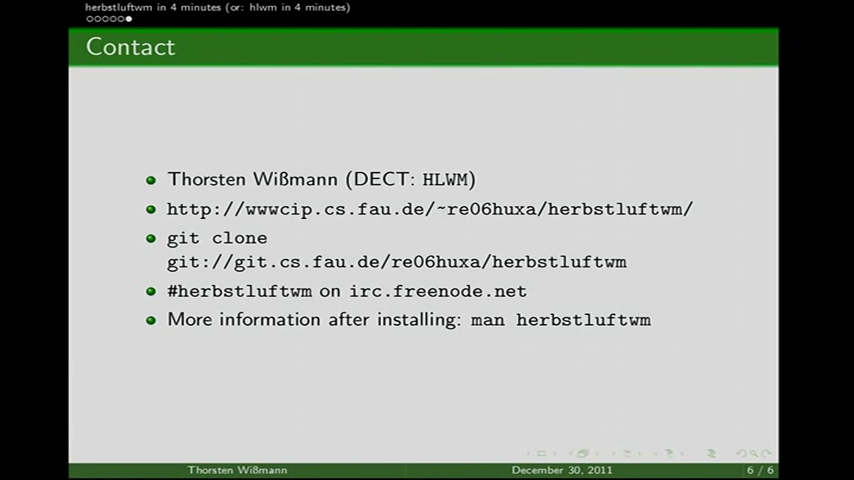 herbstluftwm in 4 minutes (or: hlwm in 4 minutes)
Contact
Thorsten Wißmann (DECT: HLWM)
http://wwwcip.cs.fau.de/~re06huxa/herbstluftwm/
git clone
git://git.cs.fau.de/re06huxa/herbstluftwm
#herbstluftwm on irc.freenode.net
More information after installing: man herbstluftwm
Thorsten Wißmann December 30, 2011 6 / 6